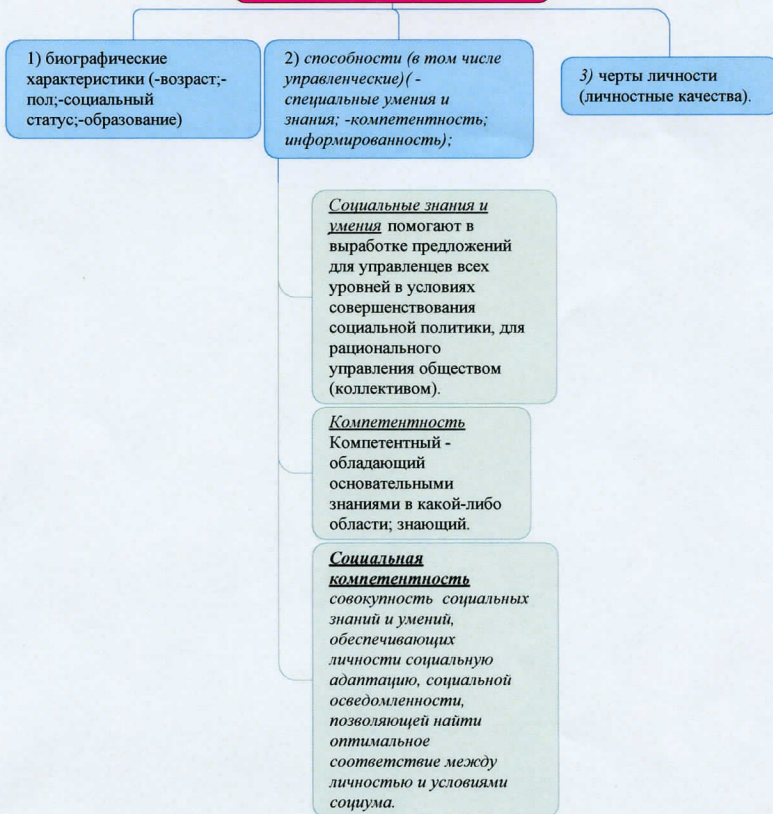 1) биографические
характеристики (-возраст;-
пол;-социальный
статус;-образование)
2) способности (в том числе
управленческие)( -
специальные умения и
знания; -компетентность;
информированность);
3) черты личности
(личностные качества).
Социальные знания и
умения помогают в
выработке предложений
для управленцев всех
уровней в условиях
совершенствования
социальной политики, для
рационального
управления обществом
(коллективом).
Компетентность
Компетентный -
обладающий
основательными
знаниями в какой-либо
области; знающий.
Социальная
компетентность
совокупность социальных
знаний и умений,
обеспечивающих
личности социальную
адаптацию, социальной
осведомленности,
позволяющей найти
оптимальное
соответствие между
личностью и условиями
социума.